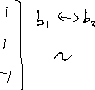 1 b₁ ↔ b₂
1 ~
-1